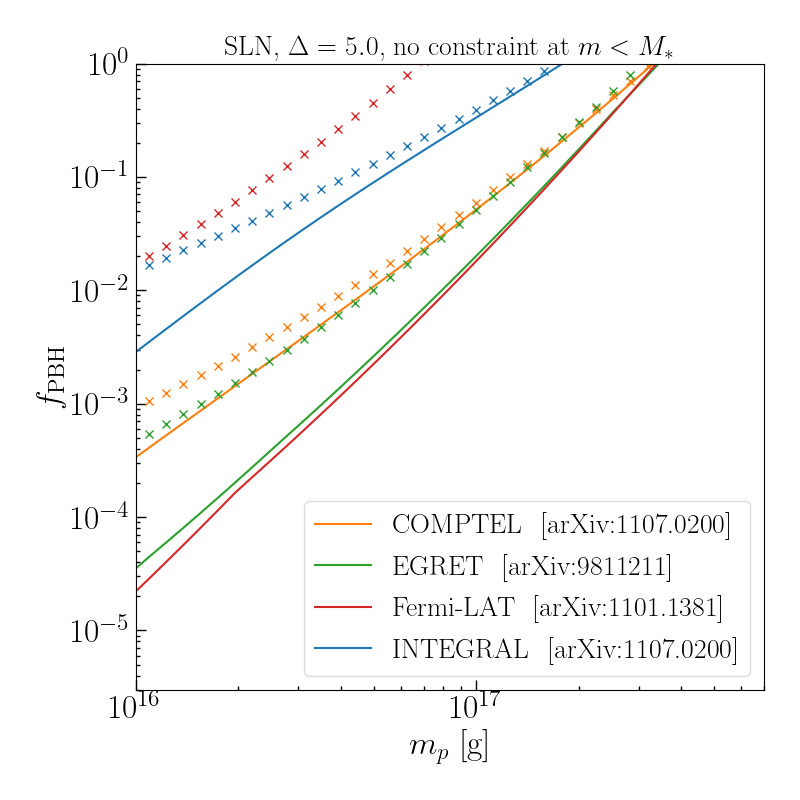 SLN, Δ = 5.0, no constraint at m < M∗
10⁰
10⁻¹
10⁻²
10⁻³
10⁻⁴
10⁻⁵
f_PBH
COMPTEL [arXiv:1107.0200]
EGRET [arXiv:9811211]
Fermi-LAT [arXiv:1101.1381]
INTEGRAL [arXiv:1107.0200]
10¹⁶
10¹⁷
m_p [g]